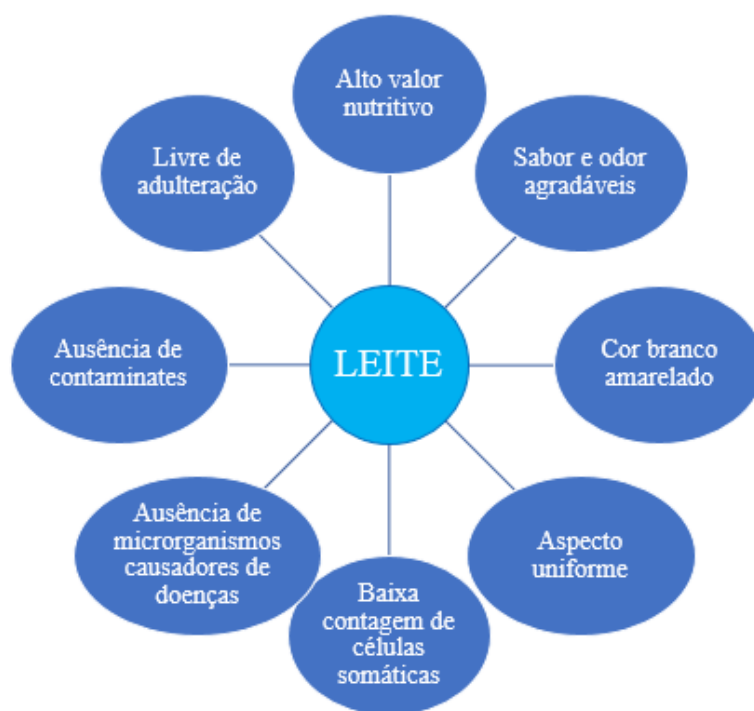 Alto valor
nutritivo
Sabor e odor
agradáveis
Cor branco
amarelado
Aspecto
uniforme
Baixa
contagem de
células
somáticas
Ausência de
microrganismos
causadores de
doenças
Ausência de
contaminates
Livre de
adulteração
LEITE